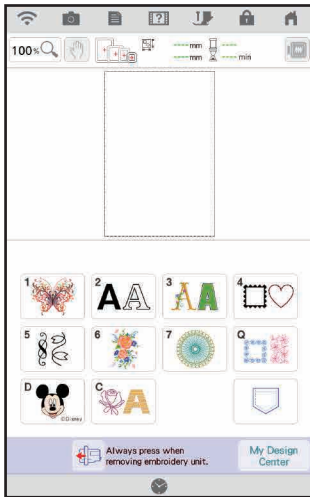 100%
---- mm ----
---- mm ---- min
1
2 AA
3 AA
4
5
6
7
Q
D ©Disney
C A
Always press when
removing embroidery unit.
My Design
Center